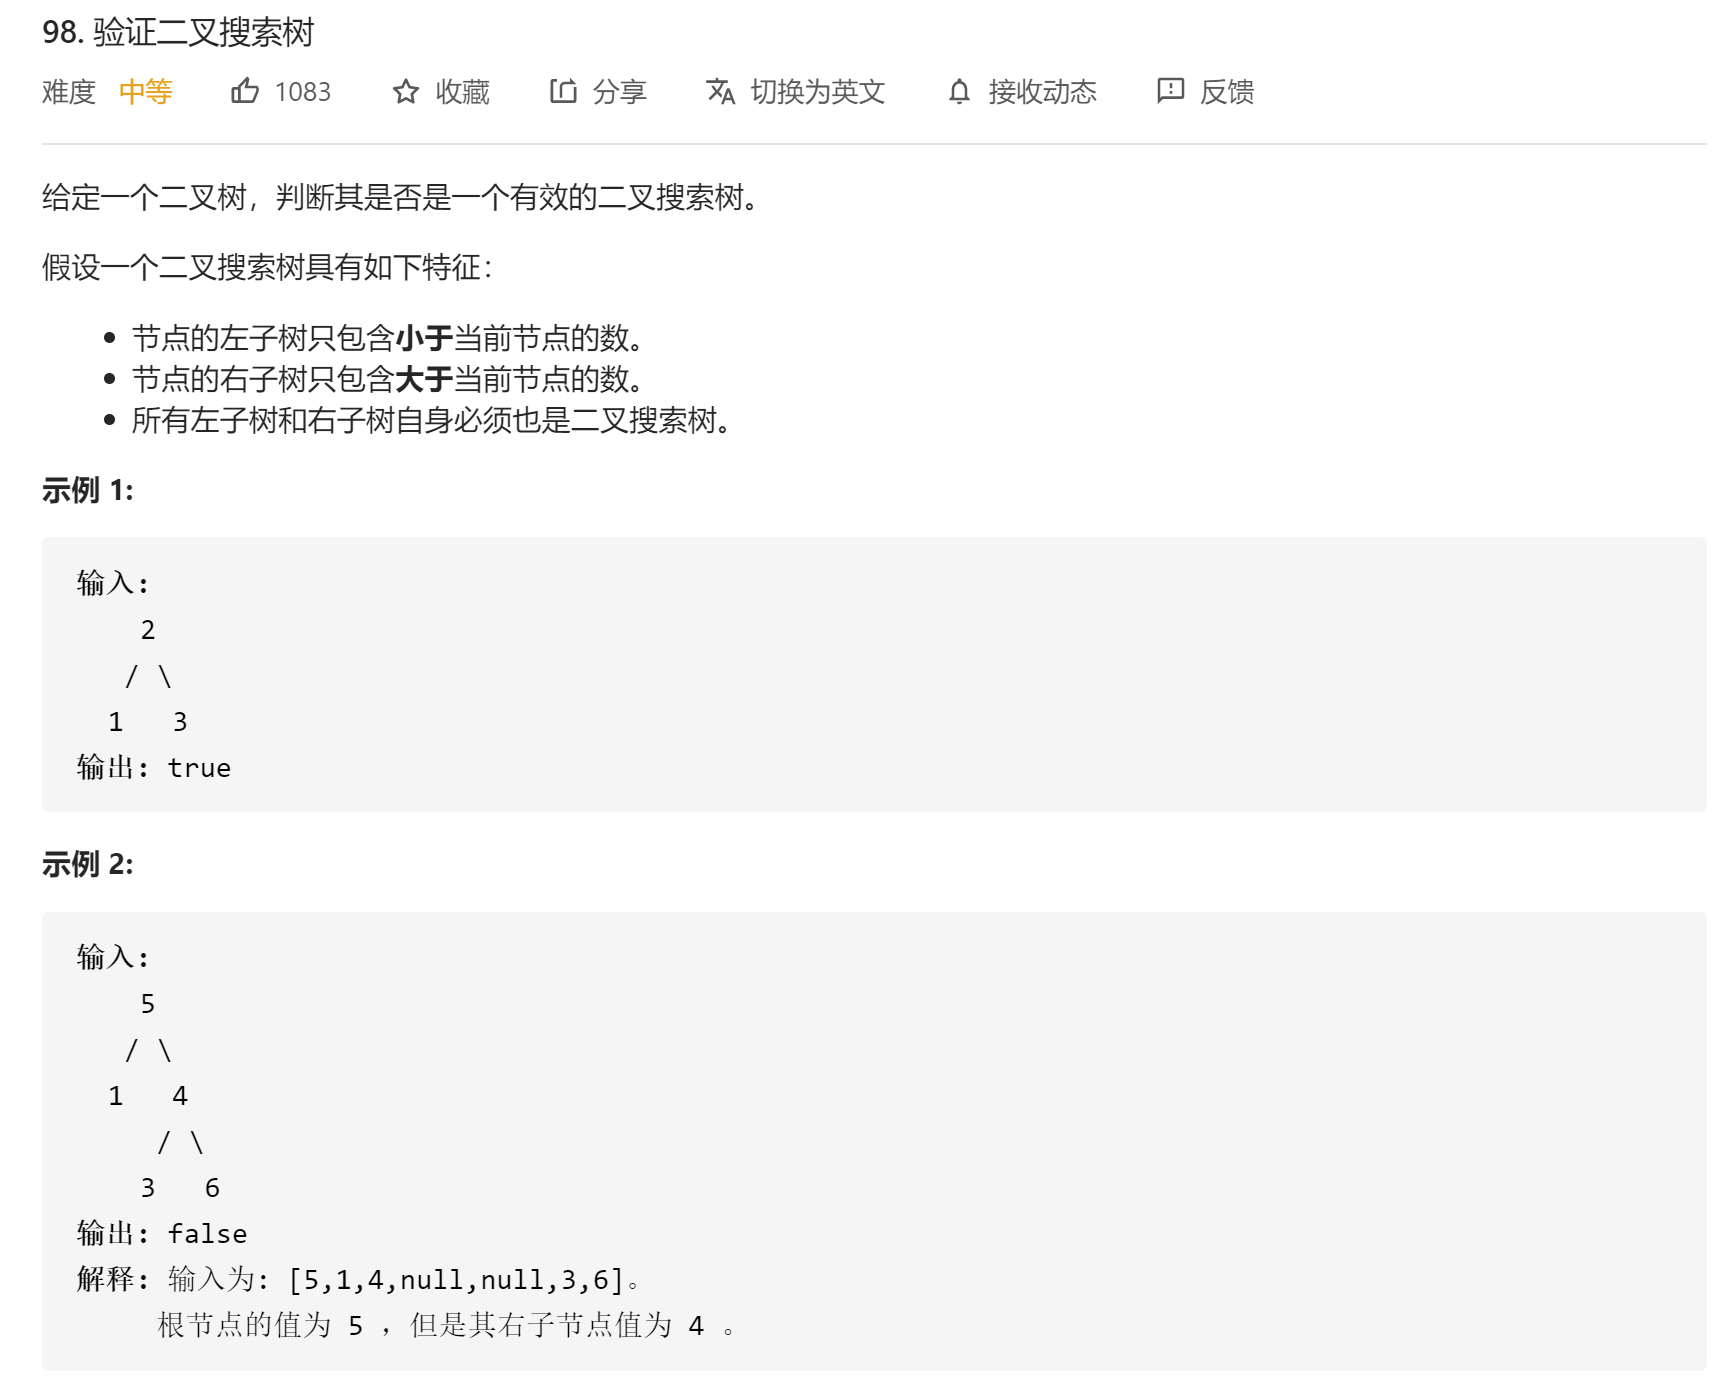 98. 验证二叉搜索树
难度 中等 1083 收藏 分享 切换为英文 接收动态 反馈
给定一个二叉树，判断其是否是一个有效的二叉搜索树。
假设一个二叉搜索树具有如下特征：
• 节点的左子树只包含小于当前节点的数。
• 节点的右子树只包含大于当前节点的数。
• 所有左子树和右子树自身必须也是二叉搜索树。
示例 1:
输入:
2
/ \
1 3
输出: true
示例 2:
输入:
5
/ \
1 4
/ \
3 6
输出: false
解释: 输入为: [5,1,4,null,null,3,6]。
根节点的值为 5 ，但是其右子节点值为 4 。